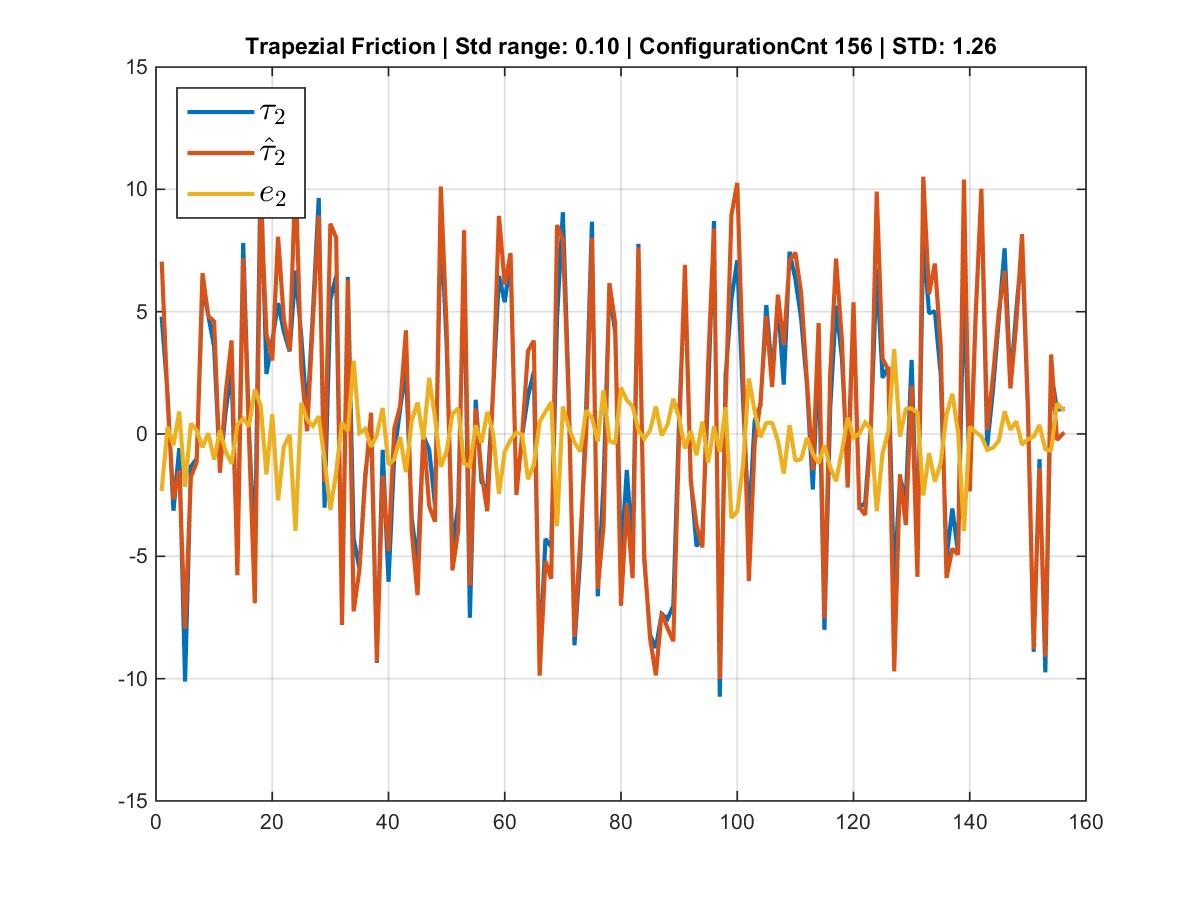 Trapezial Friction | Std range: 0.10 | ConfigurationCnt 156 | STD: 1.26
15
τ₂
τ̂₂
e₂
10
5
0
-5
-10
-15
0 20 40 60 80 100 120 140 160